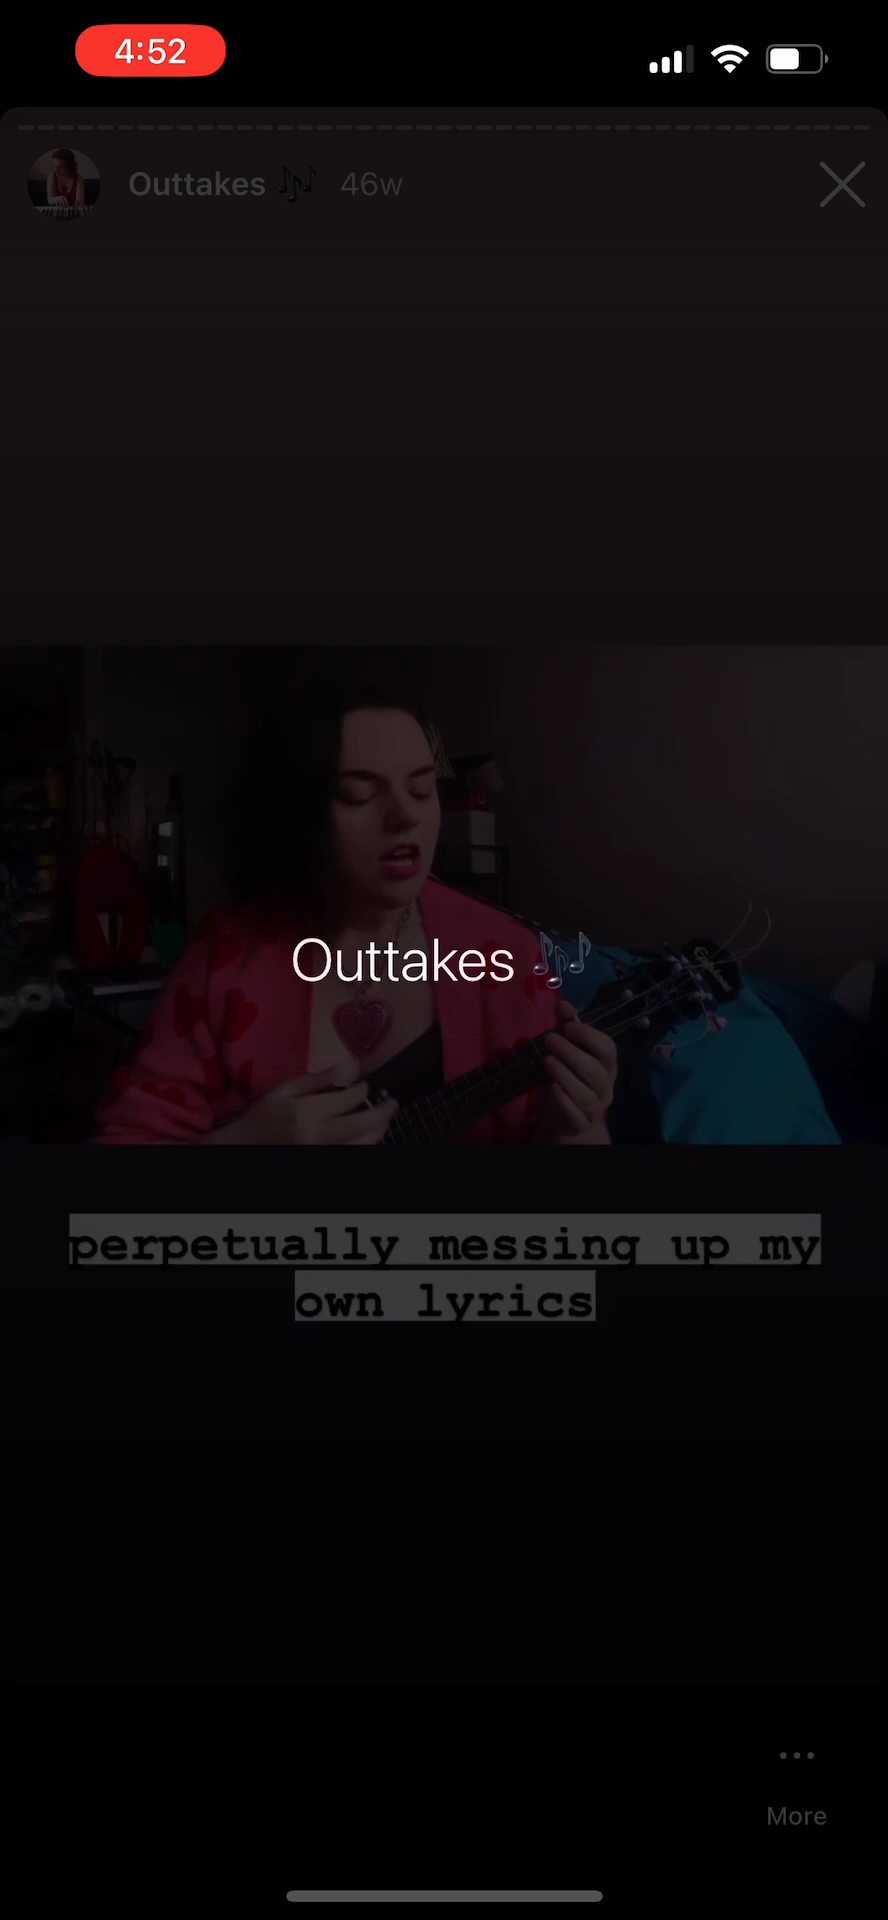 4:52
Outtakes 🎶 46w
Outtakes 🎶
perpetually messing up my
own lyrics
More